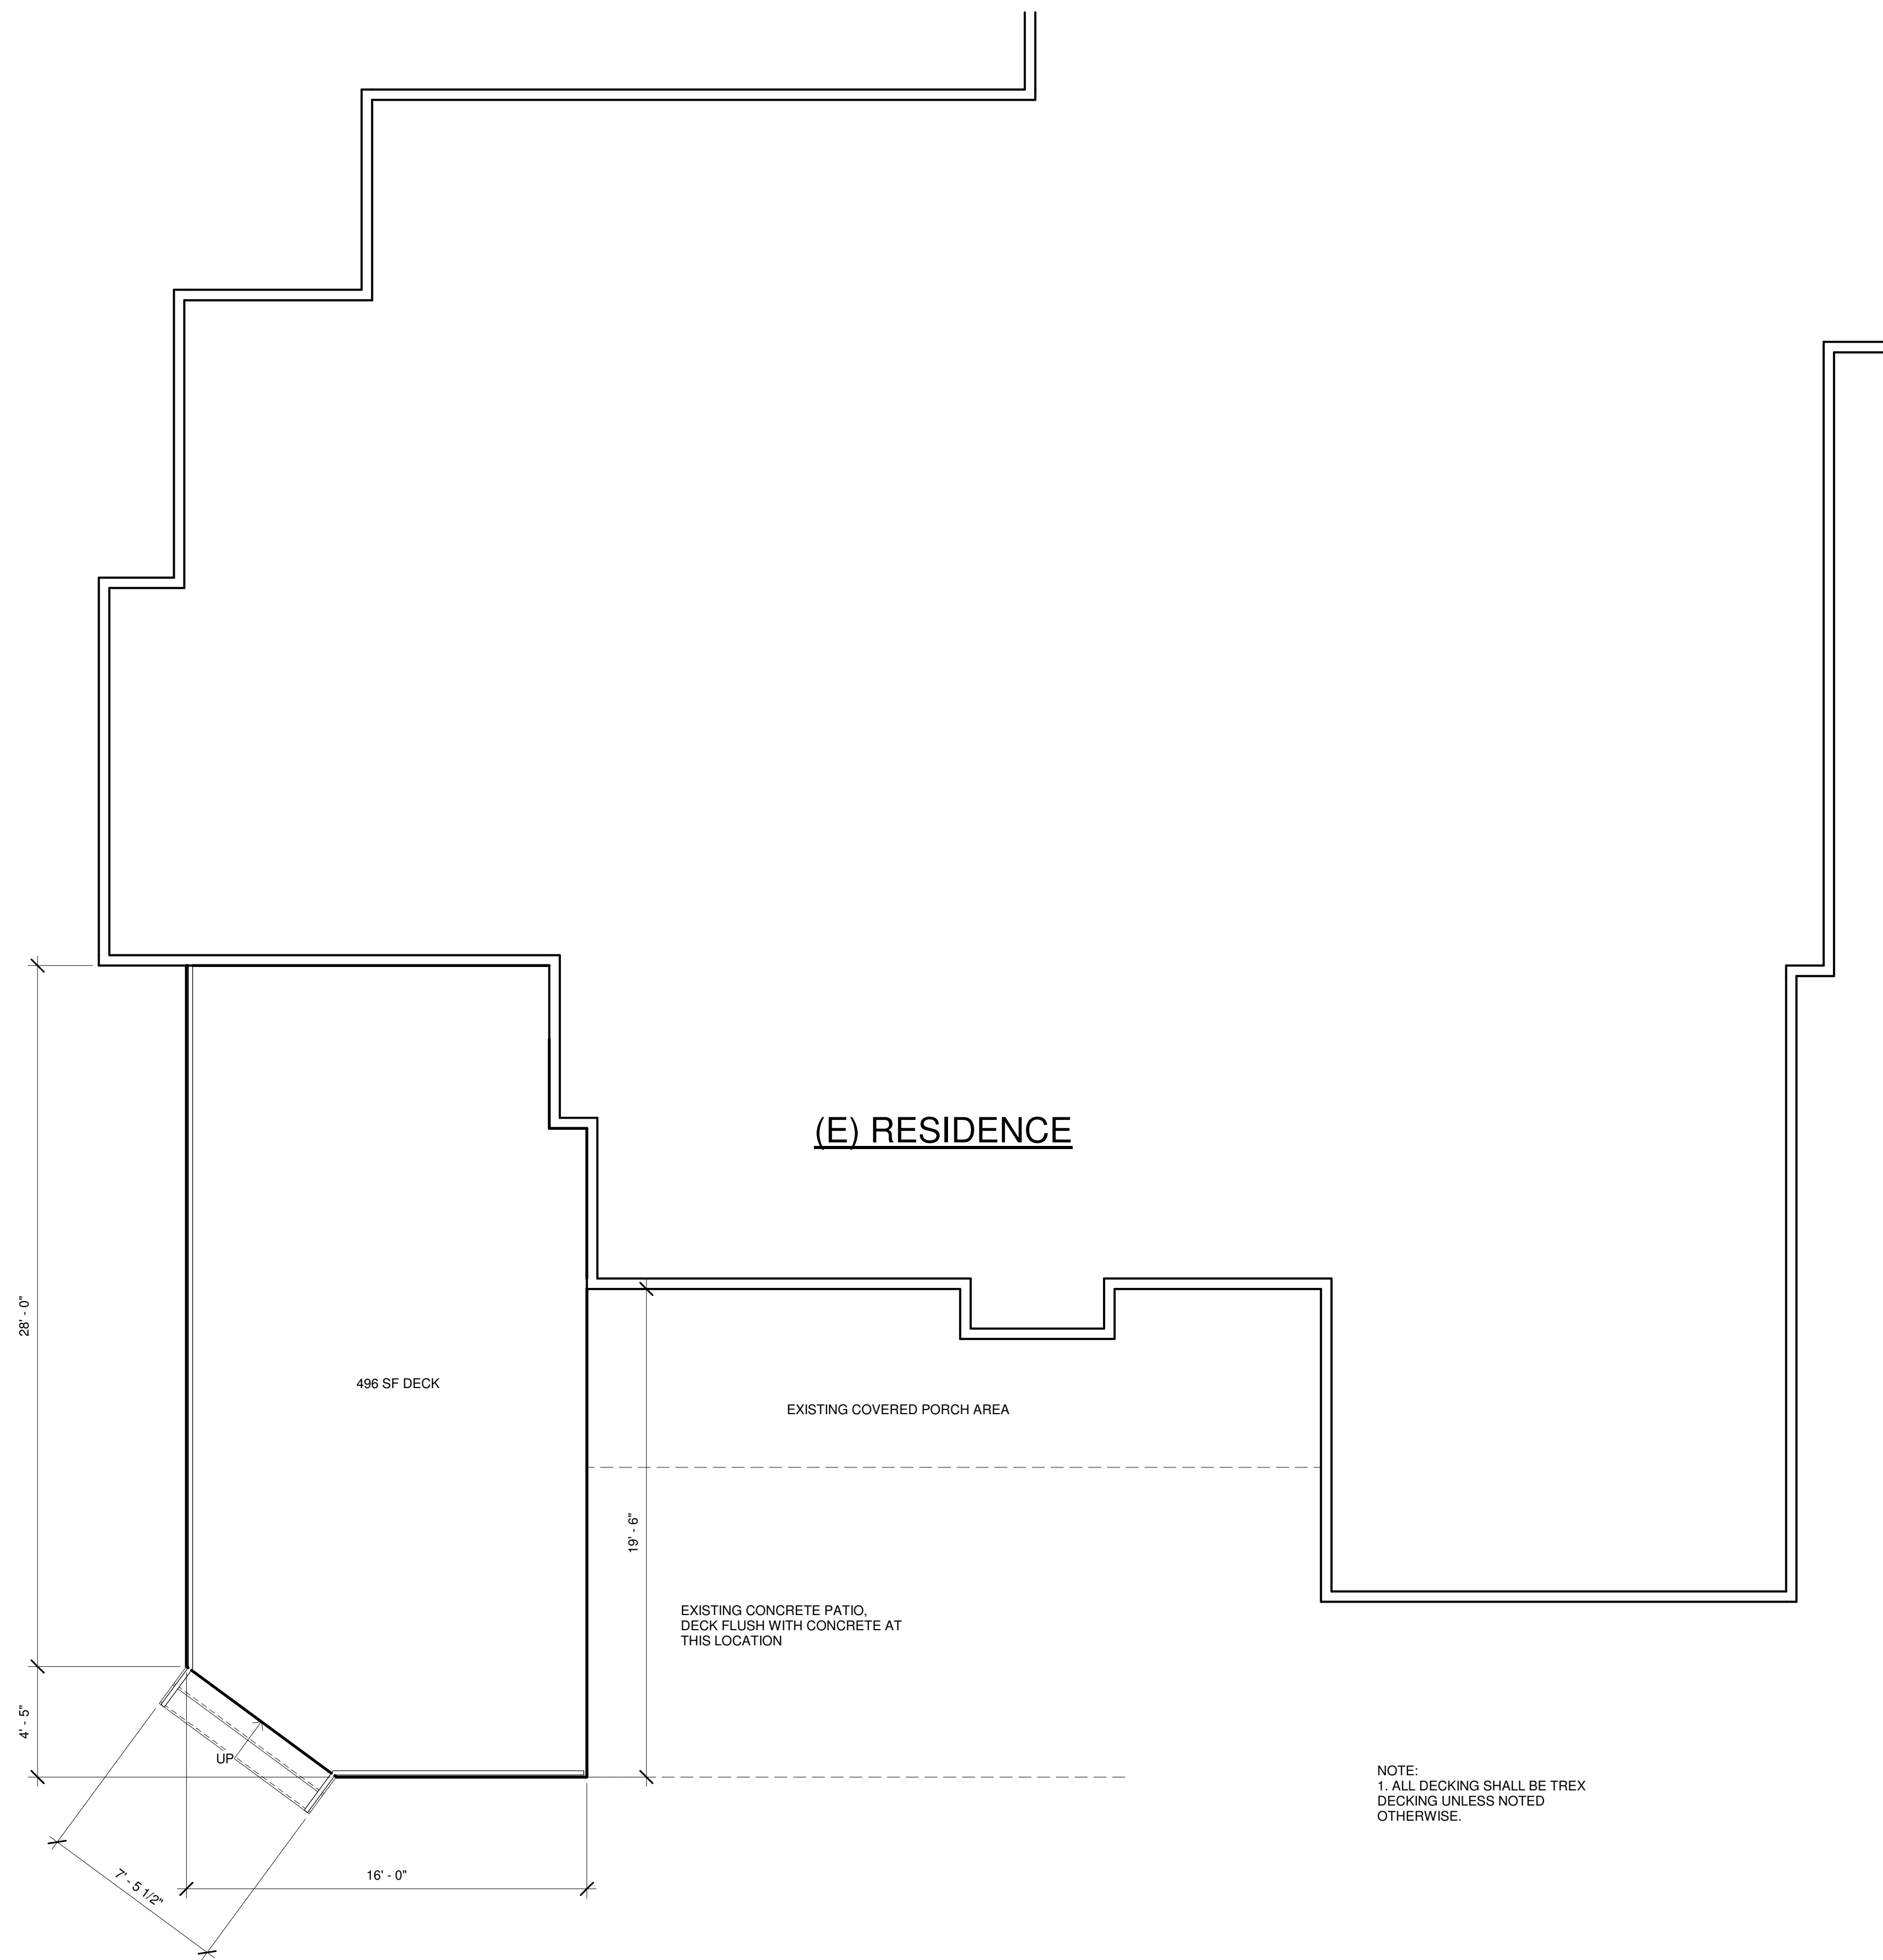 (E) RESIDENCE
28' - 0"
496 SF DECK
EXISTING COVERED PORCH AREA
19' - 6"
EXISTING CONCRETE PATIO,
DECK FLUSH WITH CONCRETE AT
THIS LOCATION
4' - 5"
UP
NOTE:
1. ALL DECKING SHALL BE TREX
DECKING UNLESS NOTED
OTHERWISE.
7' - 5 1/2"
16' - 0"